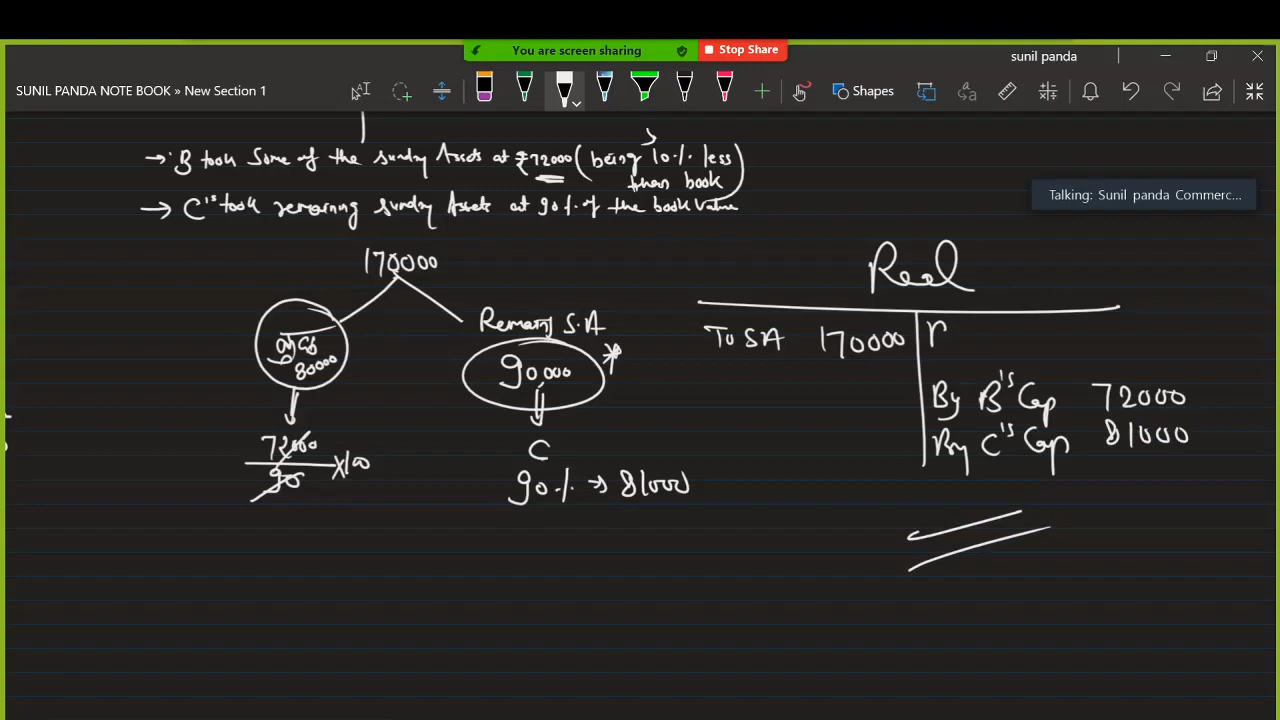 You are screen sharing
Stop Share
sunil panda
SUNIL PANDA NOTE BOOK » New Section 1
Shapes
Talking: Sunil panda Commerc...
→ B took Some of the sundry Assets at ₹72000 (being 10% less
than book)
→ C's took remaining sundry Assets at 90% of the book value
170000
80000
Remaing S.A
90,000
72000
90
X100
C
90% → 81000
Real
To SA 170000
By B's Cap 72000
By C's Cap 81000